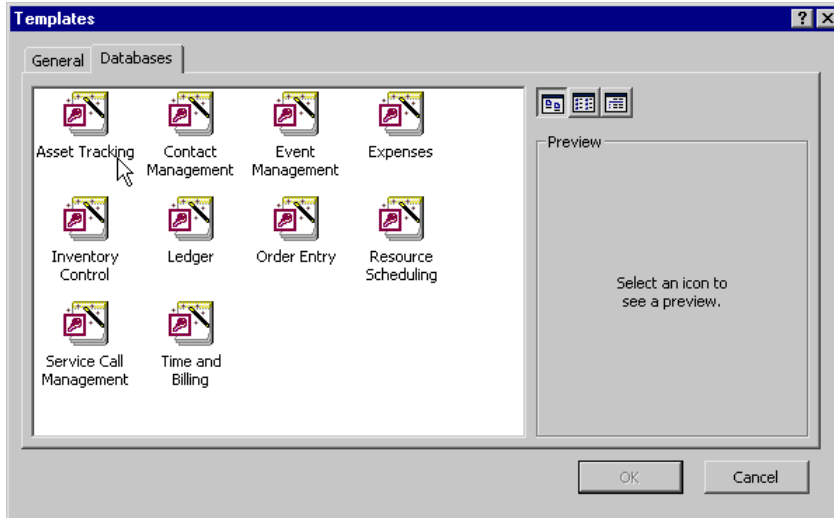 Templates
General
Databases
Asset Tracking
Contact
Management
Event
Management
Expenses
Inventory
Control
Ledger
Order Entry
Resource
Scheduling
Service Call
Management
Time and
Billing
Preview
Select an icon to
see a preview.
OK
Cancel